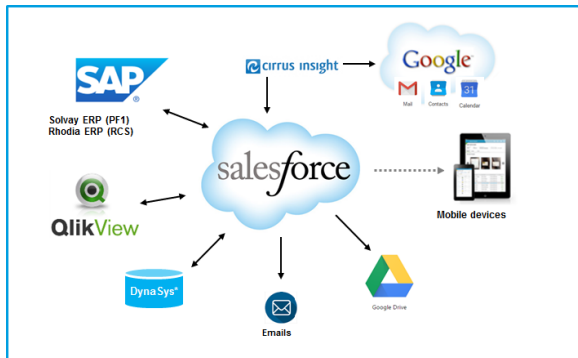 SAP
®
Solvay ERP (PF1)
Rhodia ERP (RCS)
cirrus insight
Google
Mail
Contacts
31
Calendar
salesforce
Mobile devices
QlikView
DynaSys*
Emails
Google Drive